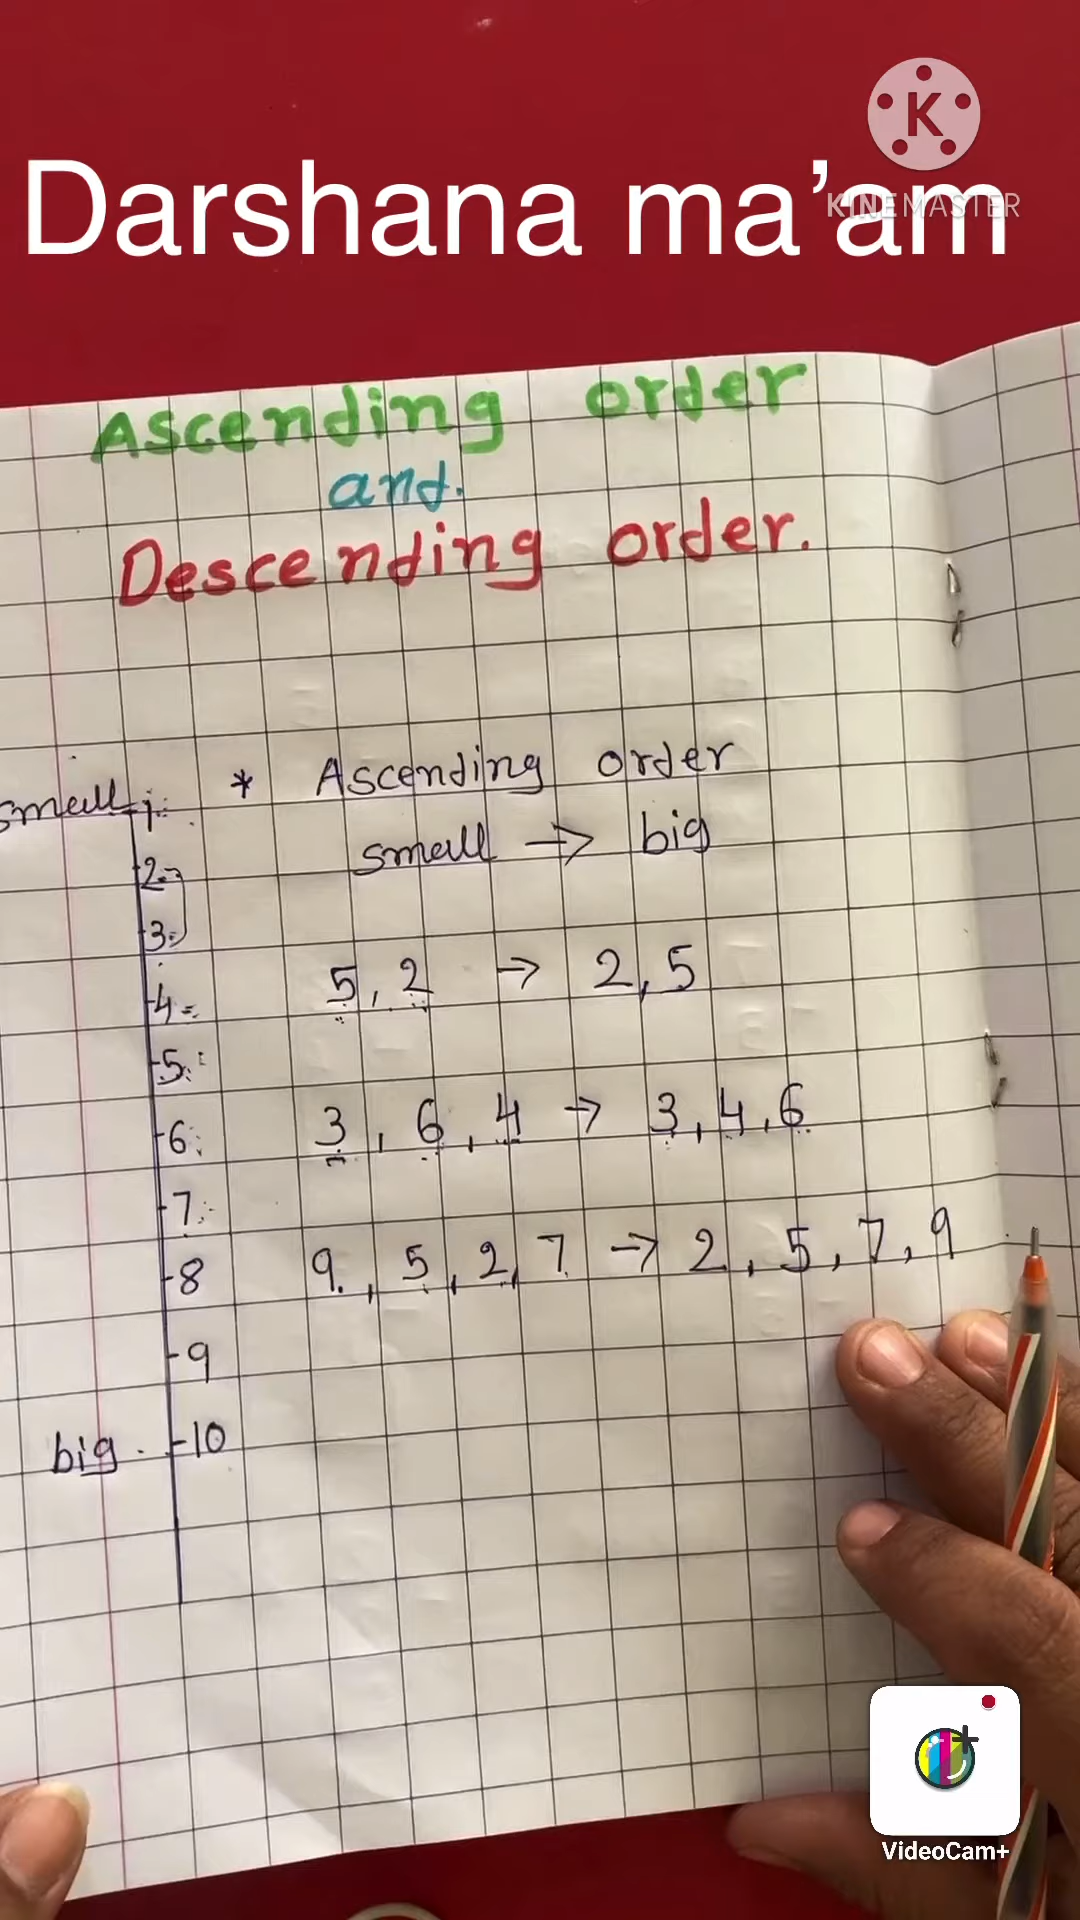 KINEMASTER
Darshana ma’am
Ascending order
and.
Descending order.
* Ascending order
small → big
5, 2 → 2, 5
3, 6, 4 → 3, 4, 6
9, 5, 2, 7 → 2, 5, 7, 9
small 1
2
3
4
5
6
7
8
9
big 10
VideoCam+